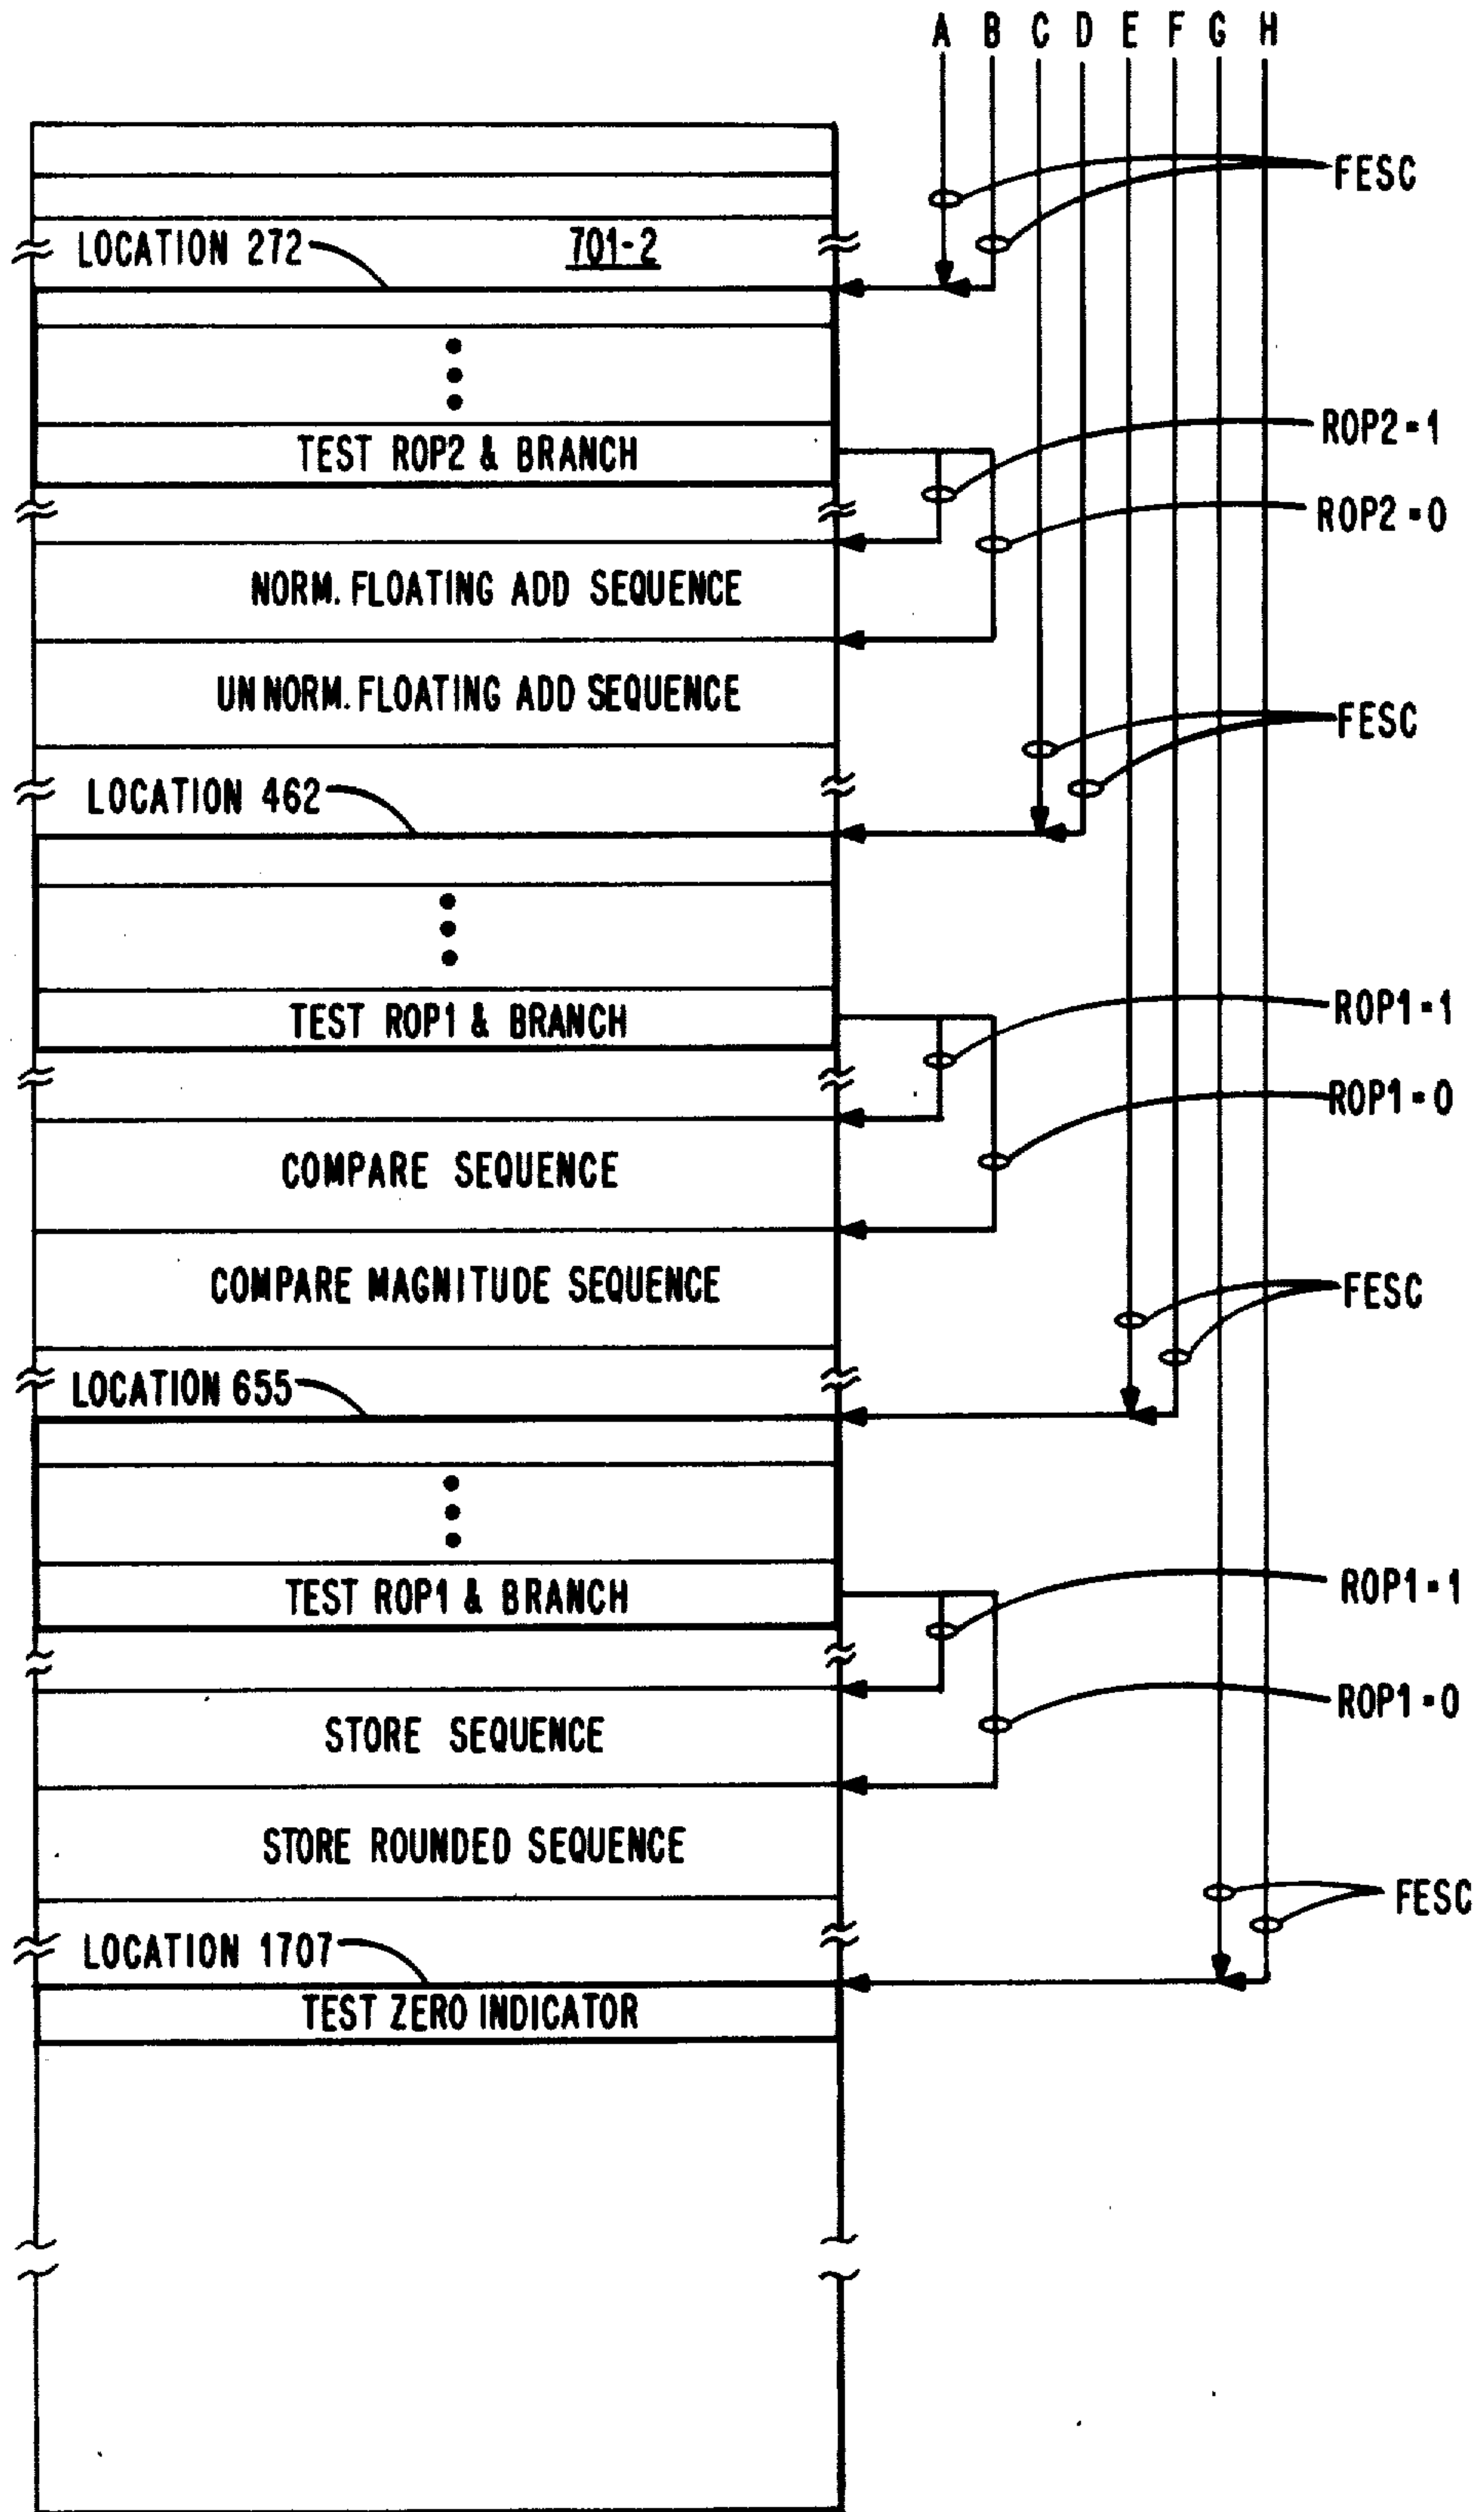 A B C D E F G H
FESC
LOCATION 272
701-2
TEST ROP2 & BRANCH
ROP2=1
ROP2=0
NORM. FLOATING ADD SEQUENCE
UNNORM. FLOATING ADD SEQUENCE
FESC
LOCATION 462
TEST ROP1 & BRANCH
ROP1=1
ROP1=0
COMPARE SEQUENCE
COMPARE MAGNITUDE SEQUENCE
FESC
LOCATION 655
TEST ROP1 & BRANCH
ROP1=1
ROP1=0
STORE SEQUENCE
STORE ROUNDED SEQUENCE
FESC
LOCATION 1707
TEST ZERO INDICATOR